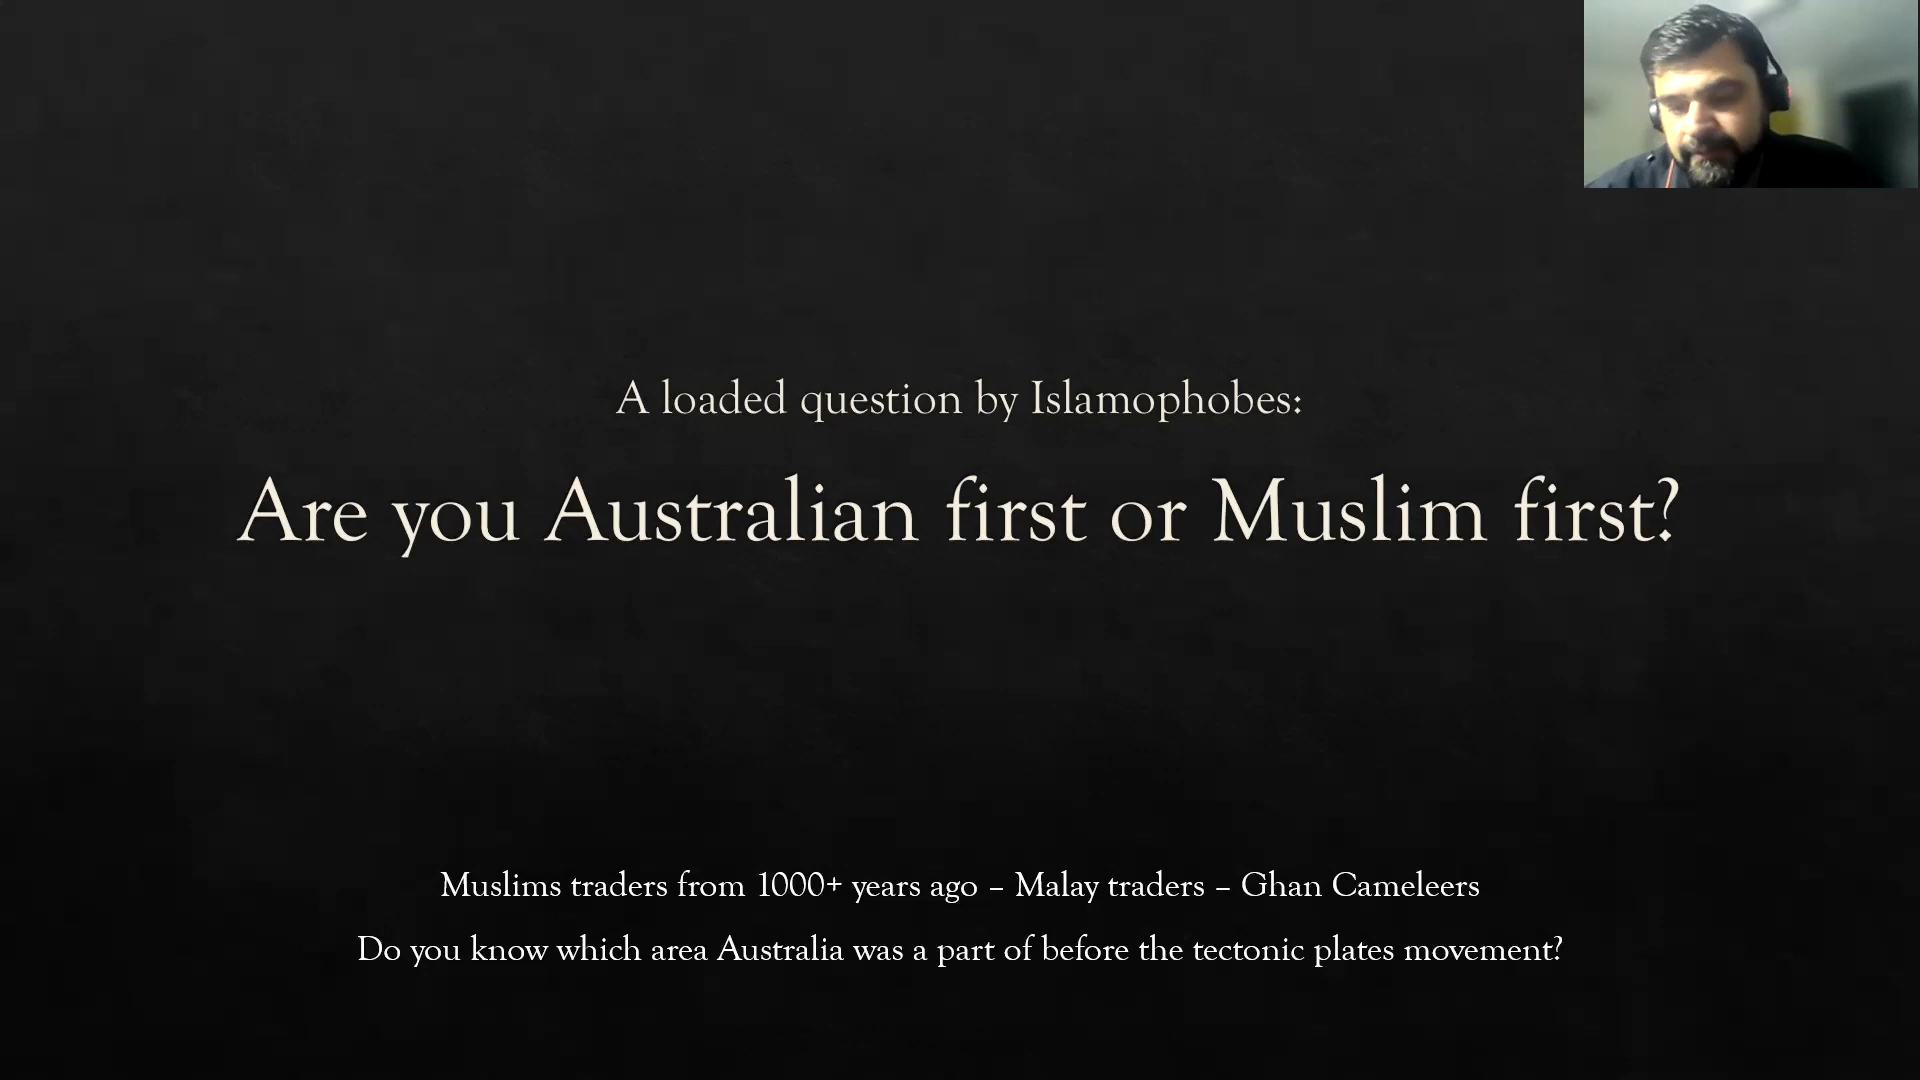 A loaded question by Islamophobes:
Are you Australian first or Muslim first?
Muslims traders from 1000+ years ago – Malay traders – Ghan Cameleers
Do you know which area Australia was a part of before the tectonic plates movement?